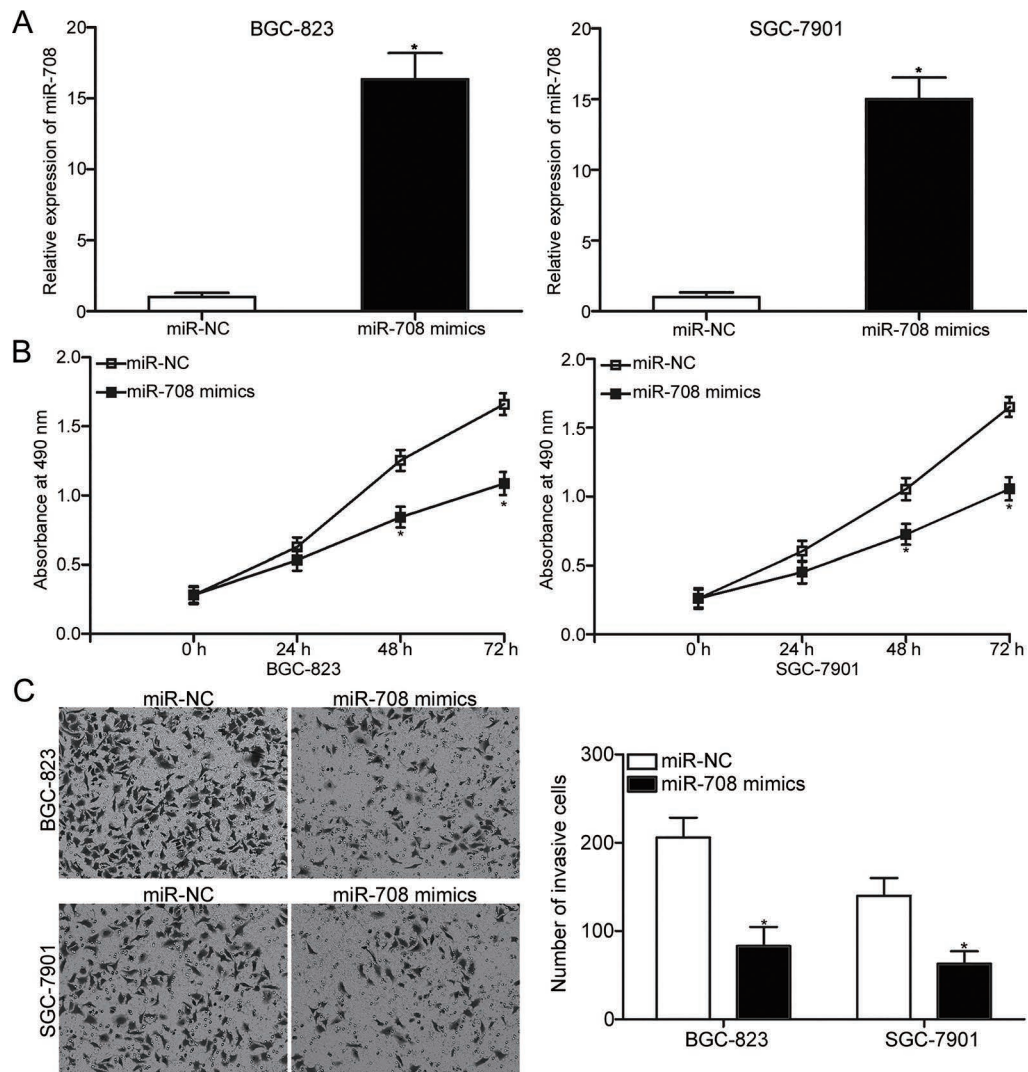 A
BGC-823
SGC-7901
Relative expression of miR-708
20
15
10
5
0
*
miR-NC
miR-708 mimics
Relative expression of miR-708
20
15
10
5
0
*
miR-NC
miR-708 mimics
B
Absorbance at 490 nm
2.0
1.5
1.0
0.5
0.0
miR-NC
miR-708 mimics
*
*
0 h
24 h
48 h
72 h
BGC-823
Absorbance at 490 nm
2.0
1.5
1.0
0.5
0.0
miR-NC
miR-708 mimics
*
*
0 h
24 h
48 h
72 h
SGC-7901
C
miR-NC
miR-708 mimics
BGC-823
miR-NC
miR-708 mimics
SGC-7901
Number of invasive cells
300
200
100
0
miR-NC
miR-708 mimics
*
*
BGC-823
SGC-7901